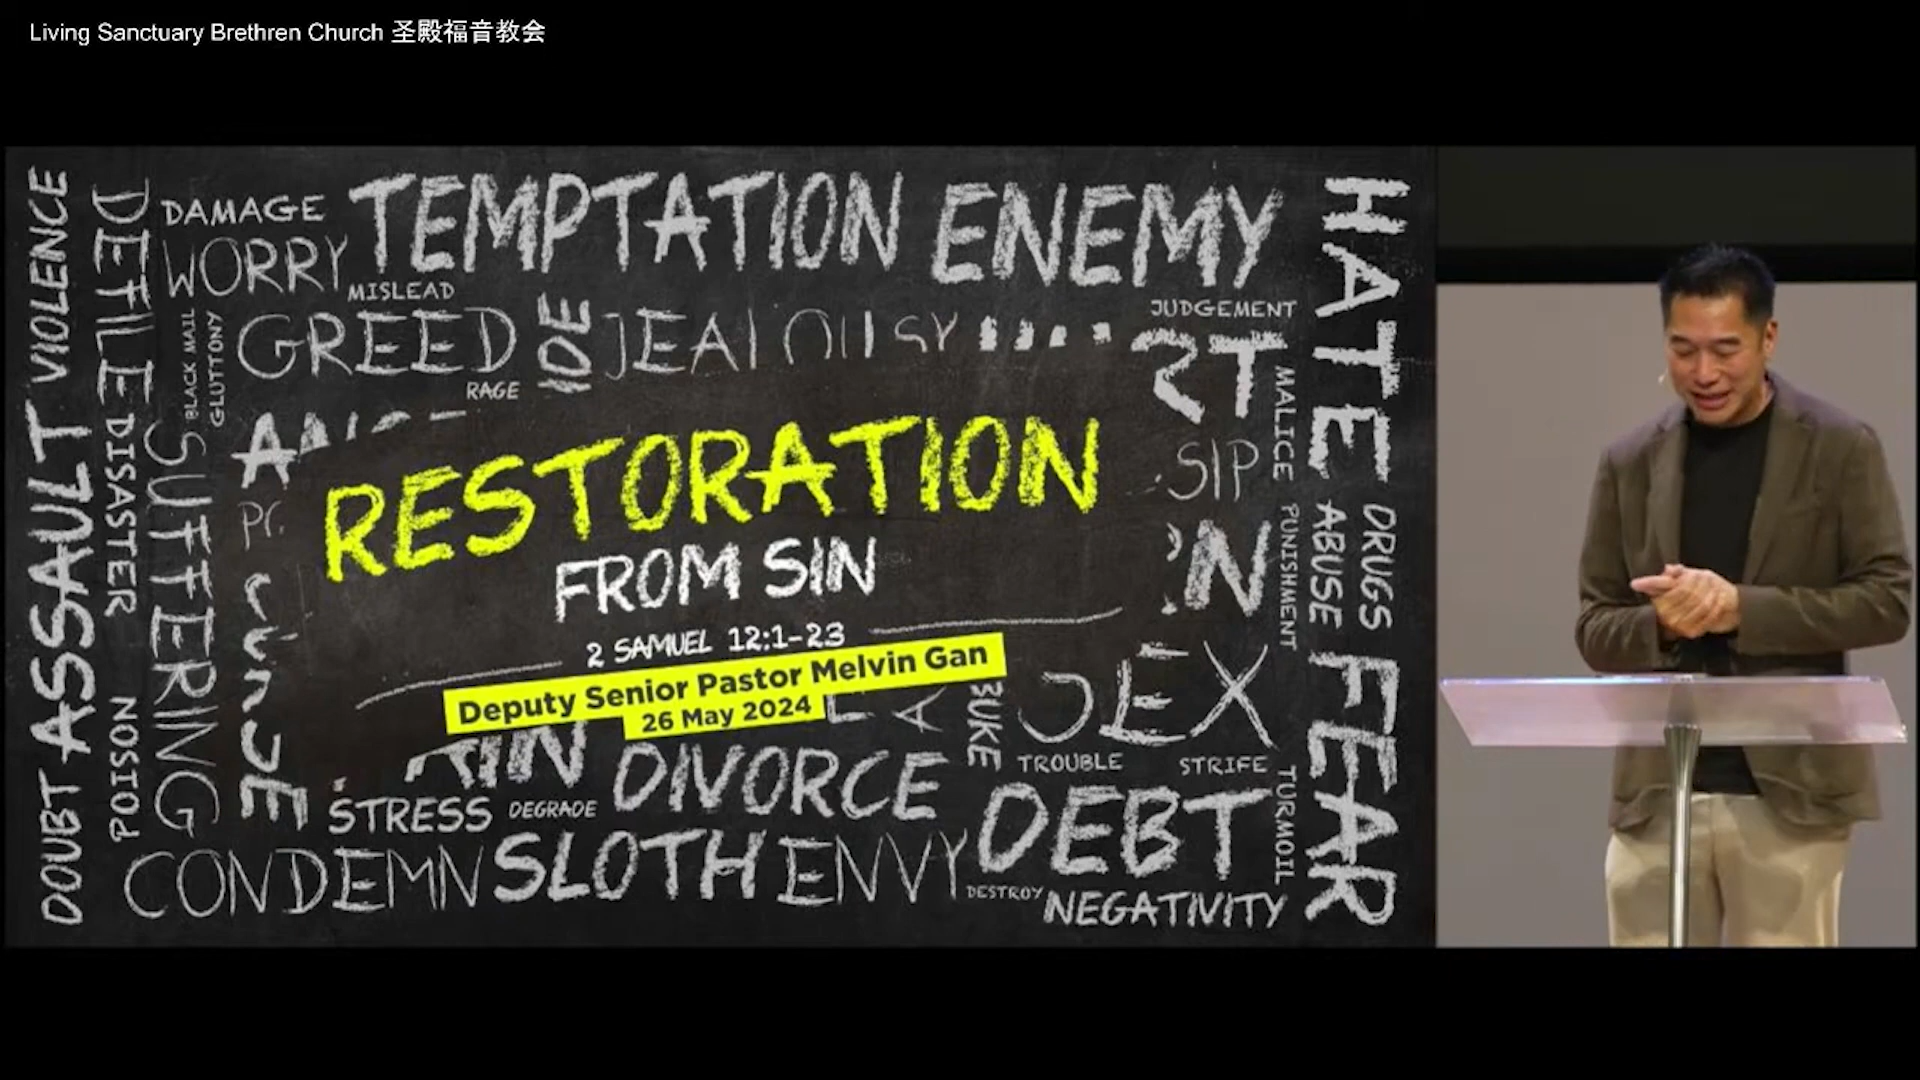 Living Sanctuary Brethren Church 圣殿福音教会
VIOLENCE
DEFILE
DAMAGE
TEMPTATION
ENEMY
HATE
WORRY
MISLEAD
JUDGEMENT
BLACK MAIL
GLUTTONY
GREED
JEALOUSY
RAGE
MALICE
ASSAULT
DISASTER
SUFFERING
RESTORATION
FROM SIN
2 SAMUEL 12:1-23
Deputy Senior Pastor Melvin Gan
26 May 2024
SIP
PUNISHMENT
ABUSE
DRUGS
SEX
TROUBLE
STRIFE
FEAR
TURMOIL
DOUBT
POISON
STRESS
DEGRADE
DIVORCE
DEBT
CONDEMN
SLOTH
ENVY
DESTROY
NEGATIVITY